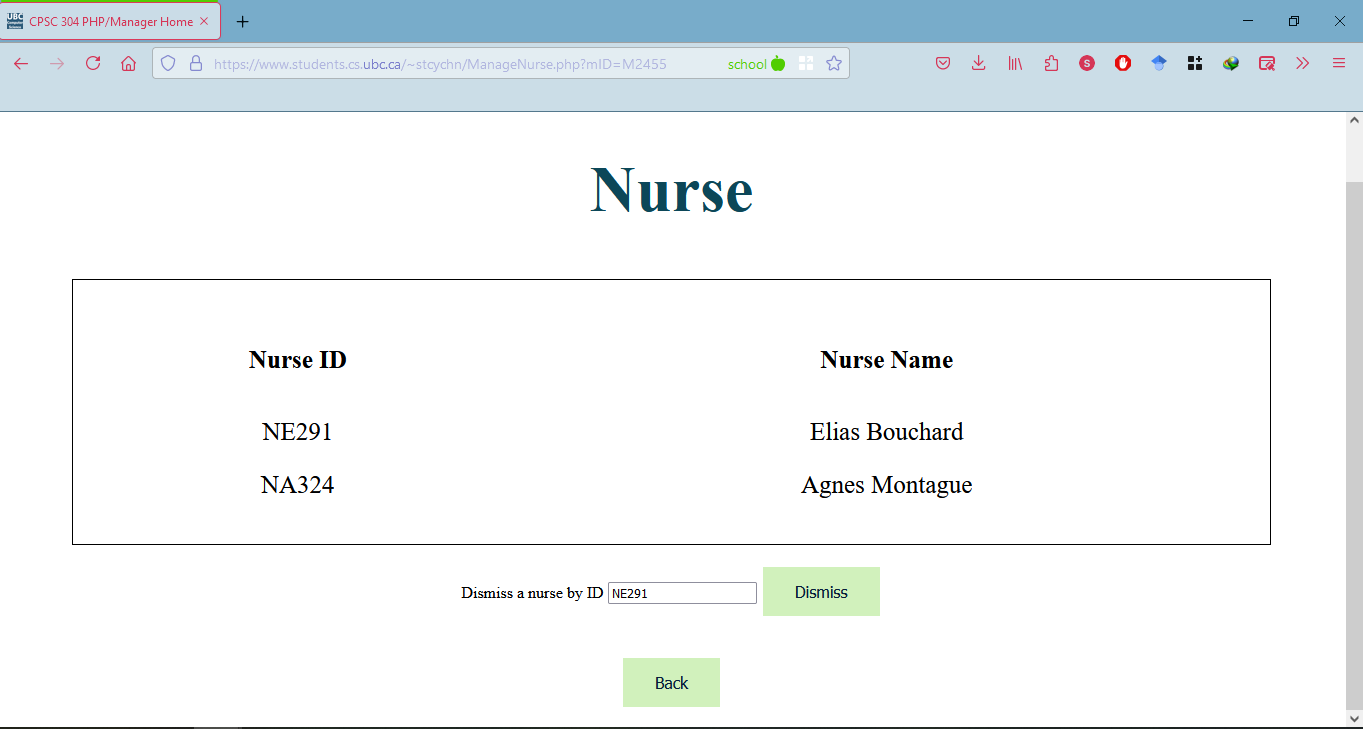 UBC
CPSC 304 PHP/Manager Home
https://www.students.cs.ubc.ca/~stcychn/ManageNurse.php?mID=M2455 school
S
Nurse
Nurse ID Nurse Name
NE291 Elias Bouchard
NA324 Agnes Montague
Dismiss a nurse by ID NE291 Dismiss
Back